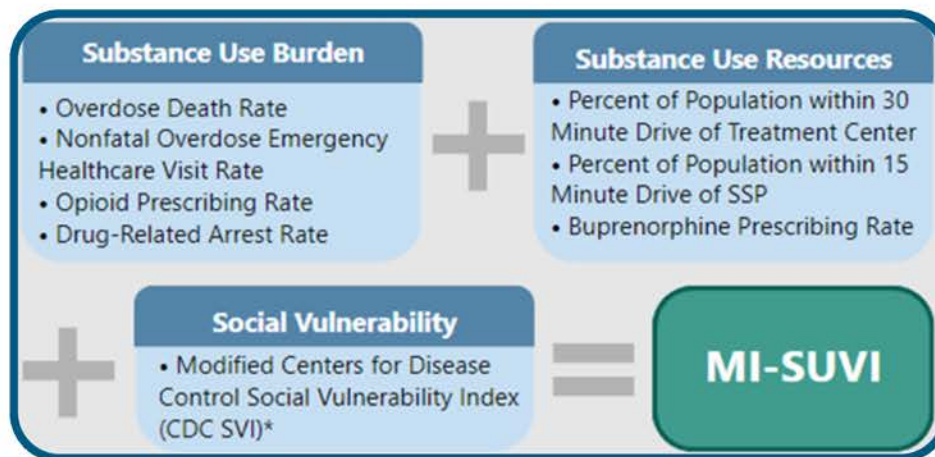 Substance Use Burden
• Overdose Death Rate
• Nonfatal Overdose Emergency
Healthcare Visit Rate
• Opioid Prescribing Rate
• Drug-Related Arrest Rate
+
Substance Use Resources
• Percent of Population within 30
Minute Drive of Treatment Center
• Percent of Population within 15
Minute Drive of SSP
• Buprenorphine Prescribing Rate
+
Social Vulnerability
• Modified Centers for Disease
Control Social Vulnerability Index
(CDC SVI)*
=
MI-SUVI